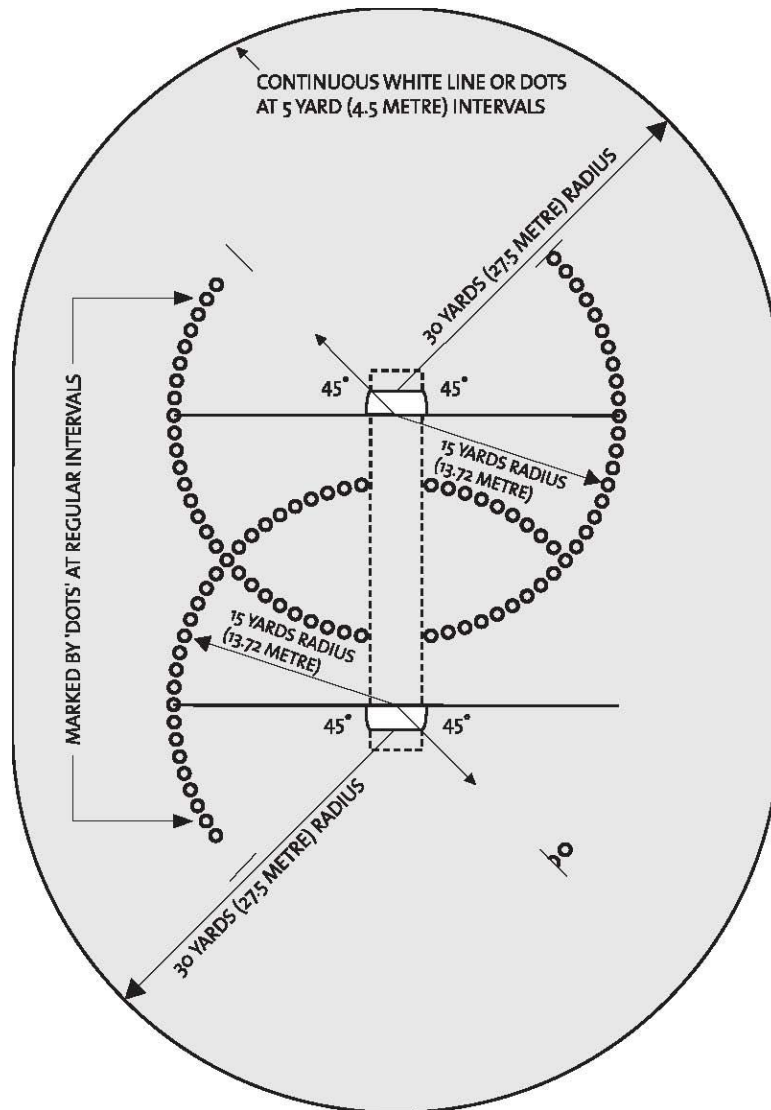 CONTINUOUS WHITE LINE OR DOTS
AT 5 YARD (4.5 METRE) INTERVALS
30 YARDS (27.5 METRE) RADIUS
MARKED BY 'DOTS' AT REGULAR INTERVALS
45°
45°
15 YARDS RADIUS
(13.72 METRE)
15 YARDS RADIUS
(13.72 METRE)
45°
45°
30 YARDS (27.5 METRE) RADIUS